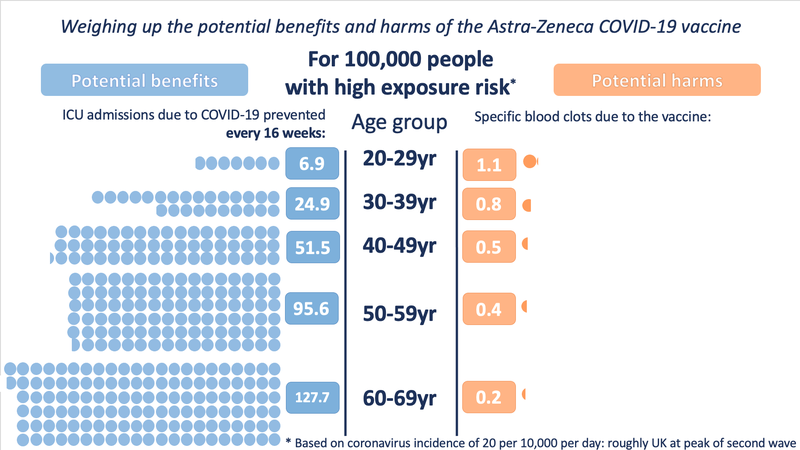 Weighing up the potential benefits and harms of the Astra-Zeneca COVID-19 vaccine
For 100,000 people
with high exposure risk*
Potential benefits
Potential harms
ICU admissions due to COVID-19 prevented
every 16 weeks:
Age group
Specific blood clots due to the vaccine:
6.9 20-29yr 1.1
24.9 30-39yr 0.8
51.5 40-49yr 0.5
95.6 50-59yr 0.4
127.7 60-69yr 0.2
* Based on coronavirus incidence of 20 per 10,000 per day: roughly UK at peak of second wave